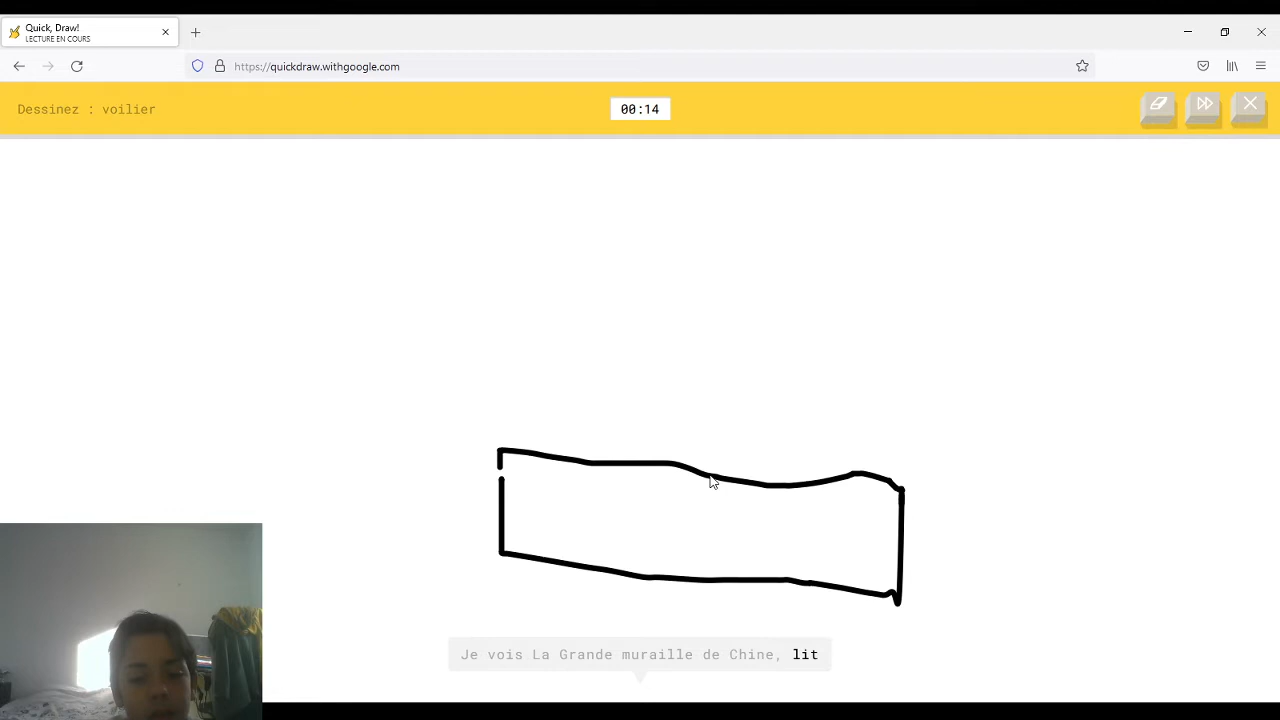 Quick, Draw!
LECTURE EN COURS
https://quickdraw.withgoogle.com
Dessinez : voilier
00:14
Je vois La Grande muraille de Chine, lit